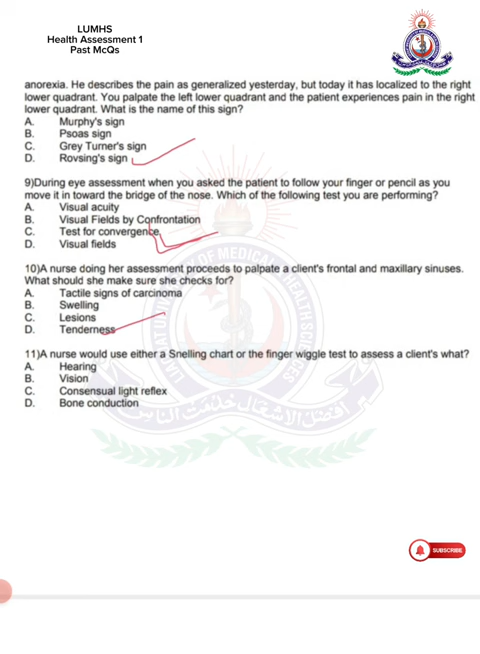 LUMHS
Health Assessment 1
Past McQs
anorexia. He describes the pain as generalized yesterday, but today it has localized to the right
lower quadrant. You palpate the left lower quadrant and the patient experiences pain in the right
lower quadrant. What is the name of this sign?
A. Murphy's sign
B. Psoas sign
C. Grey Turner's sign
D. Rovsing's sign
9)During eye assessment when you asked the patient to follow your finger or pencil as you
move it in toward the bridge of the nose. Which of the following test you are performing?
A. Visual acuity
B. Visual Fields by Confrontation
C. Test for convergence
D. Visual fields
10)A nurse doing her assessment proceeds to palpate a client's frontal and maxillary sinuses.
What should she make sure she checks for?
A. Tactile signs of carcinoma
B. Swelling
C. Lesions
D. Tenderness
11)A nurse would use either a Snelling chart or the finger wiggle test to assess a client's what?
A. Hearing
B. Vision
C. Consensual light reflex
D. Bone conduction
SUBSCRIBE